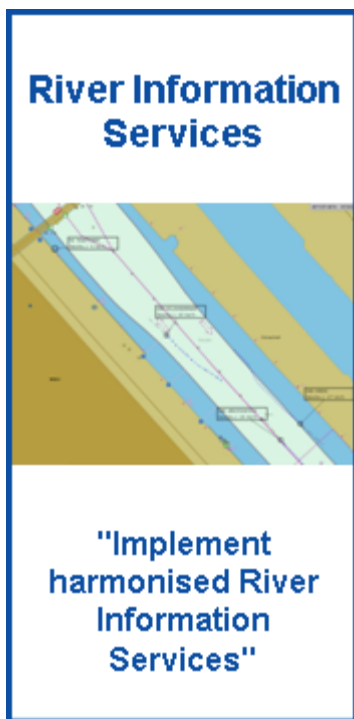 River Information
Services
"Implement
harmonised River
Information
Services"